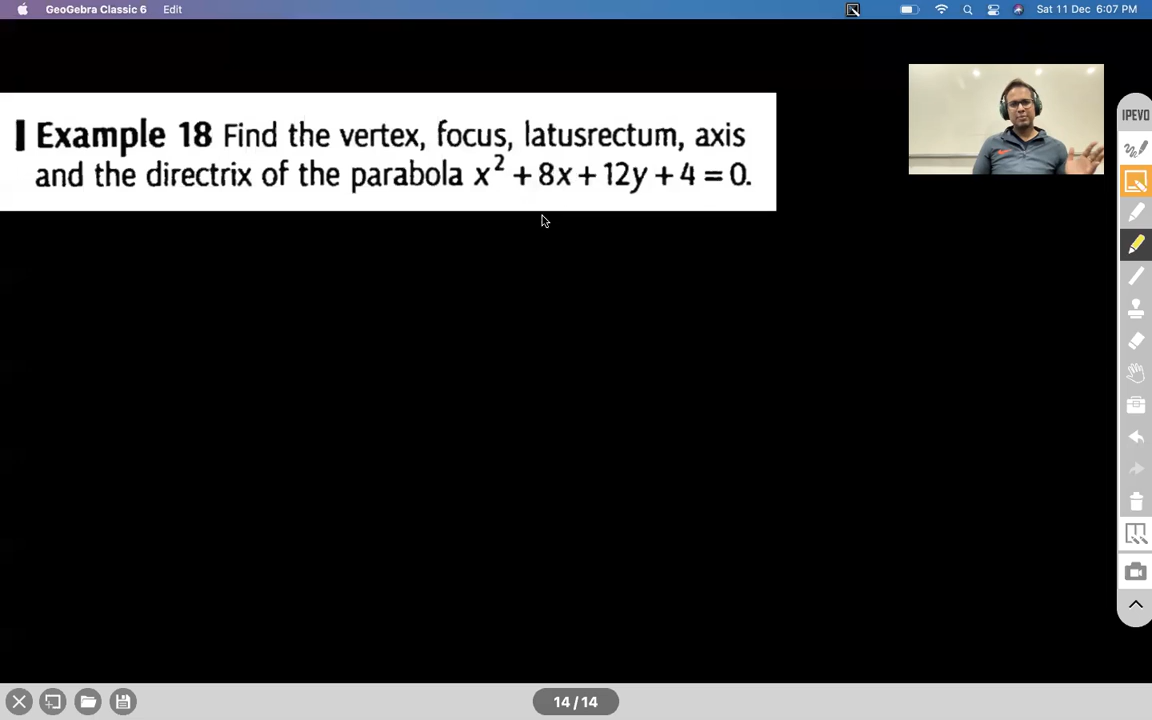 GeoGebra Classic 6 Edit Sat 11 Dec 6:07 PM
IPEVO
Example 18 Find the vertex, focus, latusrectum, axis
and the directrix of the parabola x² + 8x + 12y + 4 = 0.
14 / 14